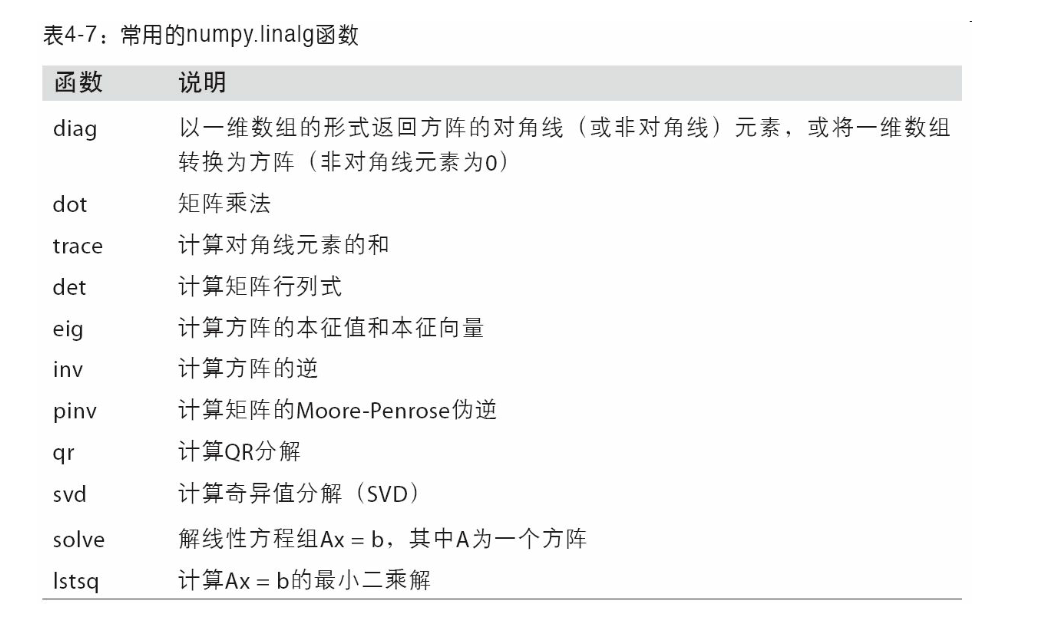 表4-7：常用的numpy.linalg函数
函数 说明
diag 以一维数组的形式返回方阵的对角线（或非对角线）元素，或将一维数组
转换为方阵（非对角线元素为0）
dot 矩阵乘法
trace 计算对角线元素的和
det 计算矩阵行列式
eig 计算方阵的本征值和本征向量
inv 计算方阵的逆
pinv 计算矩阵的Moore-Penrose伪逆
qr 计算QR分解
svd 计算奇异值分解（SVD）
solve 解线性方程组Ax = b，其中A为一个方阵
lstsq 计算Ax = b的最小二乘解